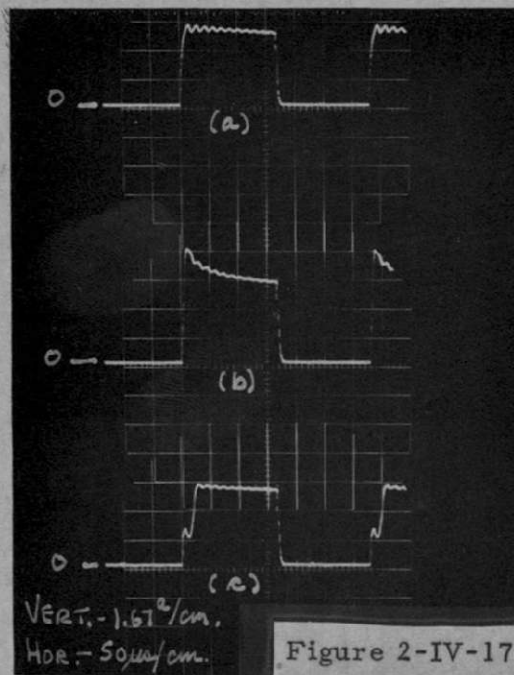 0
(a)
0
(b)
0
(c)
VERT.-1.67a/cm.
HOR.-50μs/cm.
Figure 2-IV-17